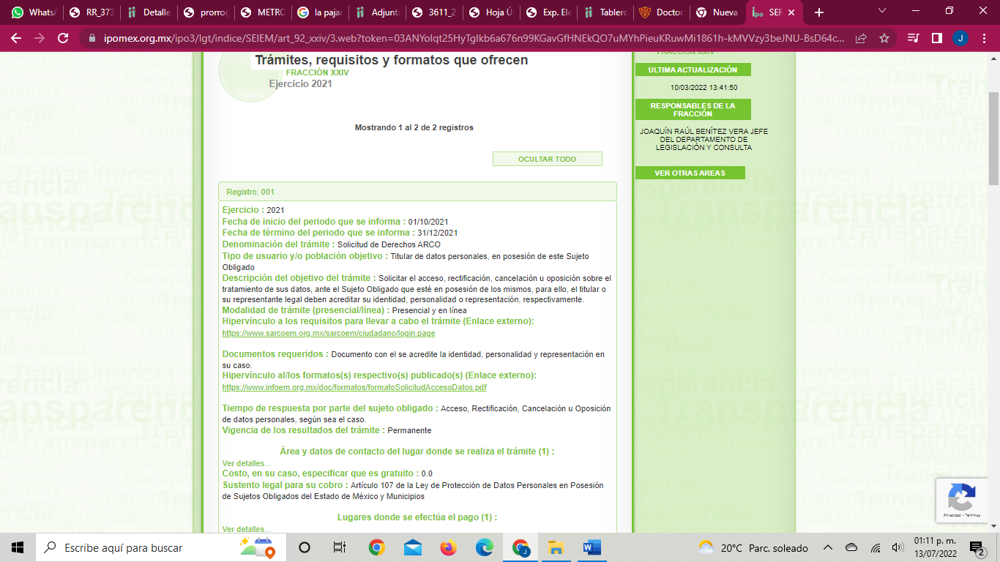 WhatsA
RR_373
Detalle
prorrog
METRO
la pajar
Adjunta
3611_2
Hoja Ú
Exp. Ele
Tablero
Doctor
Nueva
SEI
ipomex.org.mx/ipo3/lgt/indice/SEIEM/art_92_xxiv/3.web?token=03ANYolqt25HyTgIkb6a676n99KGavGfHNEkQO7uMYhPieuKRuwMi1861h-kMVVzy3beJNU-BsD64c...
J
Trámites, requisitos y formatos que ofrecen
FRACCIÓN XXIV
Ejercicio 2021
Mostrando 1 al 2 de 2 registros
OCULTAR TODO
Registro: 001
Ejercicio : 2021
Fecha de inicio del periodo que se informa : 01/10/2021
Fecha de término del periodo que se informa : 31/12/2021
Denominación del trámite : Solicitud de Derechos ARCO
Tipo de usuario y/o población objetivo : Titular de datos personales, en posesión de este Sujeto
Obligado
Descripción del objetivo del trámite : Solicitar el acceso, rectificación, cancelación u oposición sobre el
tratamiento de sus datos, ante el Sujeto Obligado que esté en posesión de los mismos, para ello, el titular o
su representante legal deben acreditar su identidad, personalidad o representación, respectivamente.
Modalidad de trámite (presencial/línea) : Presencial y en línea
Hipervínculo a los requisitos para llevar a cabo el trámite (Enlace externo):
https://www.sarcoem.org.mx/sarcoem/ciudadano/login.page
Documentos requeridos : Documento con el se acredite la identidad, personalidad y representación en
su caso.
Hipervínculo al/los formatos(s) respectivo(s) publicado(s) (Enlace externo):
https://www.infoem.org.mx/doc/formatos/formatoSolicitudAccesoDatos.pdf
Tiempo de respuesta por parte del sujeto obligado : Acceso, Rectificación, Cancelación u Oposición
de datos personales, según sea el caso.
Vigencia de los resultados del trámite : Permanente
Área y datos de contacto del lugar donde se realiza el trámite (1) :
Ver detalles...
Costo, en su caso, especificar que es gratuito : 0.0
Sustento legal para su cobro : Artículo 107 de la Ley de Protección de Datos Personales en Posesión
de Sujetos Obligados del Estado de México y Municipios
Lugares donde se efectúa el pago (1) :
Ver detalles...
FRACCIÓN XXIV
ULTIMA ACTUALIZACIÓN
10/03/2022 13:41:50
RESPONSABLES DE LA
FRACCIÓN
JOAQUÍN RAÚL BENÍTEZ VERA JEFE
DEL DEPARTAMENTO DE
LEGISLACIÓN Y CONSULTA
VER OTRAS AREAS
Privacidad - Términos
Escribe aquí para buscar
20°C Parc. soleado
01:11 p. m.
13/07/2022
2